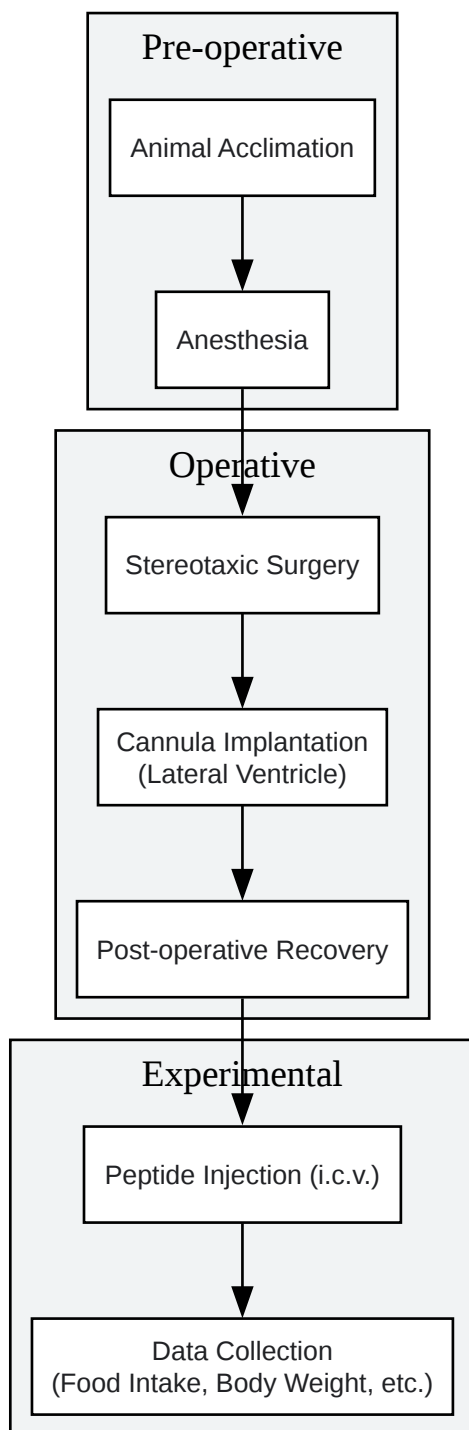 Pre-operative
Animal Acclimation
Anesthesia
Operative
Stereotaxic Surgery
Cannula Implantation
(Lateral Ventricle)
Post-operative Recovery
Experimental
Peptide Injection (i.c.v.)
Data Collection
(Food Intake, Body Weight, etc.)